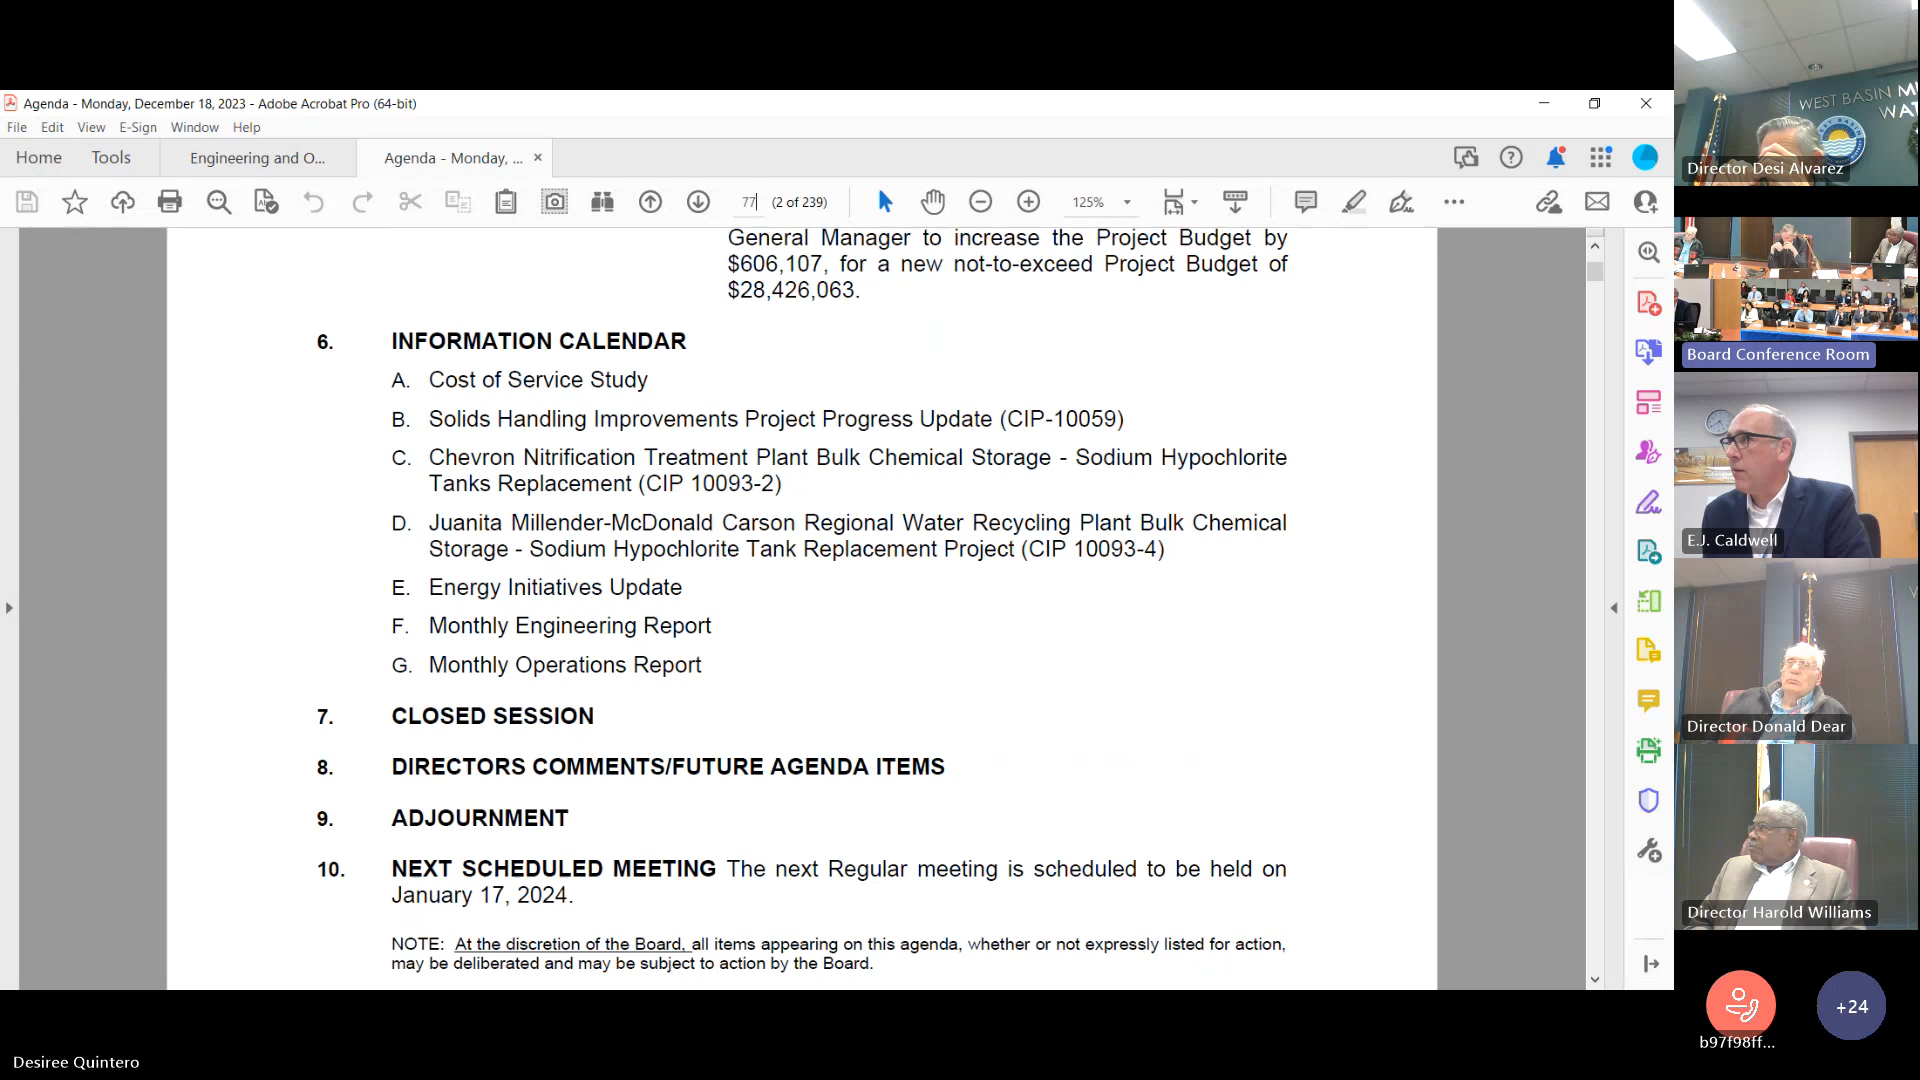 Agenda - Monday, December 18, 2023 - Adobe Acrobat Pro (64-bit)
File Edit View E-Sign Window Help
Home Tools Engineering and O... Agenda - Monday, ...
77 (2 of 239) 125%
General Manager to increase the Project Budget by
$606,107, for a new not-to-exceed Project Budget of
$28,426,063.
6. INFORMATION CALENDAR
A. Cost of Service Study
B. Solids Handling Improvements Project Progress Update (CIP-10059)
C. Chevron Nitrification Treatment Plant Bulk Chemical Storage - Sodium Hypochlorite
Tanks Replacement (CIP 10093-2)
D. Juanita Millender-McDonald Carson Regional Water Recycling Plant Bulk Chemical
Storage - Sodium Hypochlorite Tank Replacement Project (CIP 10093-4)
E. Energy Initiatives Update
F. Monthly Engineering Report
G. Monthly Operations Report
7. CLOSED SESSION
8. DIRECTORS COMMENTS/FUTURE AGENDA ITEMS
9. ADJOURNMENT
10. NEXT SCHEDULED MEETING The next Regular meeting is scheduled to be held on
January 17, 2024.
NOTE: At the discretion of the Board, all items appearing on this agenda, whether or not expressly listed for action,
may be deliberated and may be subject to action by the Board.
WEST BASIN
Director Desi Alvarez
Board Conference Room
E.J. Caldwell
Director Donald Dear
Director Harold Williams
+24
b97f98ff...
Desiree Quintero